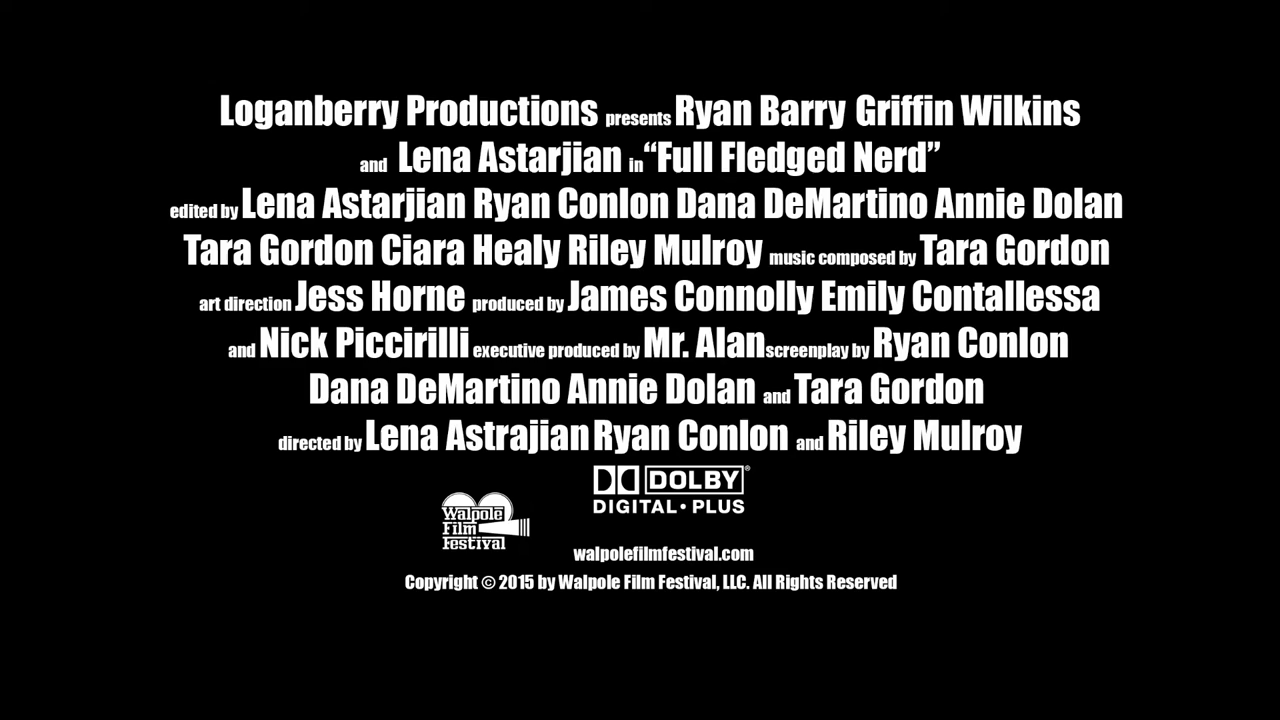 Loganberry Productions presents Ryan Barry Griffin Wilkins
and Lena Astarjian in “Full Fledged Nerd”
edited by Lena Astarjian Ryan Conlon Dana DeMartino Annie Dolan
Tara Gordon Ciara Healy Riley Mulroy music composed by Tara Gordon
art direction Jess Horne produced by James Connolly Emily Contallessa
and Nick Piccirilli executive produced by Mr. Alan screenplay by Ryan Conlon
Dana DeMartino Annie Dolan and Tara Gordon
directed by Lena Astrajian Ryan Conlon and Riley Mulroy
DOLBY®
DIGITAL • PLUS
Walpole
Film
Festival
walpolefilmfestival.com
Copyright © 2015 by Walpole Film Festival, LLC. All Rights Reserved